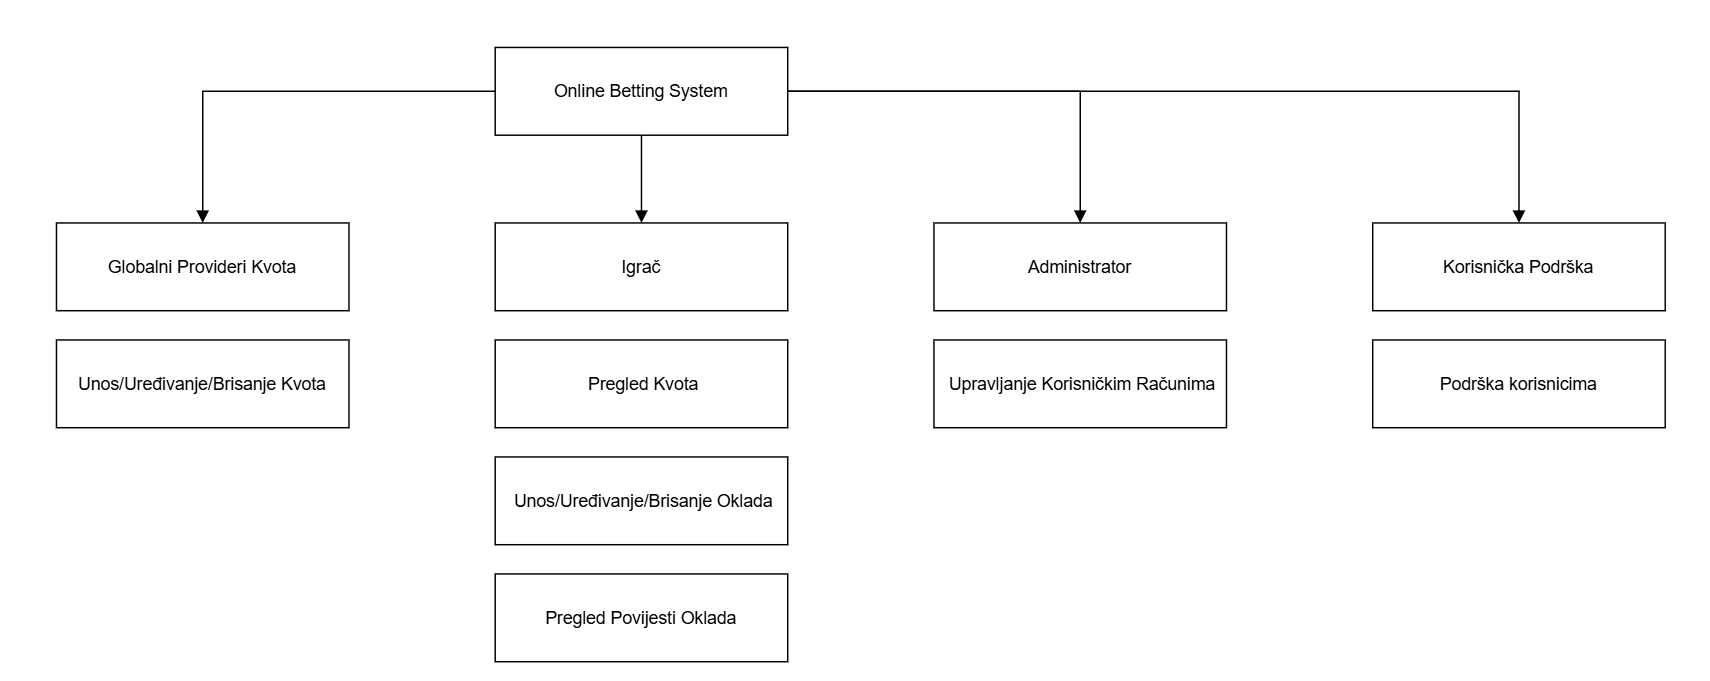 Online Betting System
Globalni Provideri Kvota
Igrač
Administrator
Korisnička Podrška
Unos/Uređivanje/Brisanje Kvota
Pregled Kvota
Upravljanje Korisničkim Računima
Podrška korisnicima
Unos/Uređivanje/Brisanje Oklada
Pregled Povijesti Oklada